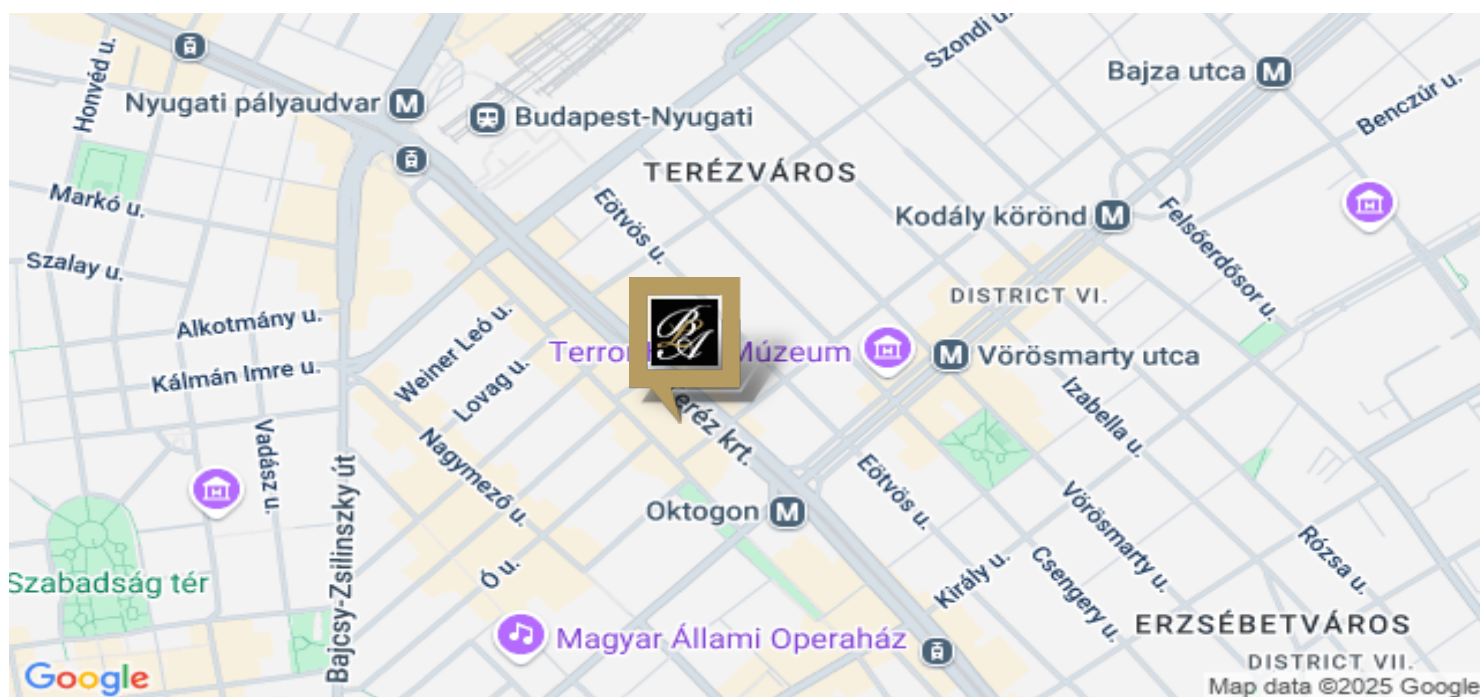 Honvéd u.
Szondi u.
Bajza utca
Nyugati pályaudvar
Budapest-Nyugati
Benczúr u.
TERÉZVÁROS
Markó u.
Eötvös u.
Kodály körönd
Felsőerdősor u.
Szalay u.
DISTRICT VI.
Alkotmány u.
Weiner Leó u.
BLA
Terror
Múzeum
Vörösmarty utca
Kálmán Imre u.
Lovag u.
Izabella u.
krt.
Vadász u.
Nagymező u.
Bajcsy-Zsilinszky út
Oktogon
Eötvös u.
Vörösmarty u.
Rózsa u.
Szabadság tér
Ó u.
Király u.
Csengery u.
ERZSÉBETVÁROS
Magyar Állami Operaház
DISTRICT VII.
Google
Map data ©2025 Google